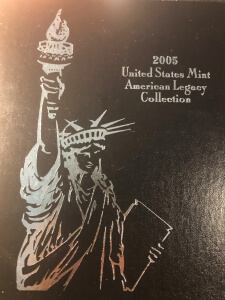 2005
United States Mint
American Legacy
Collection